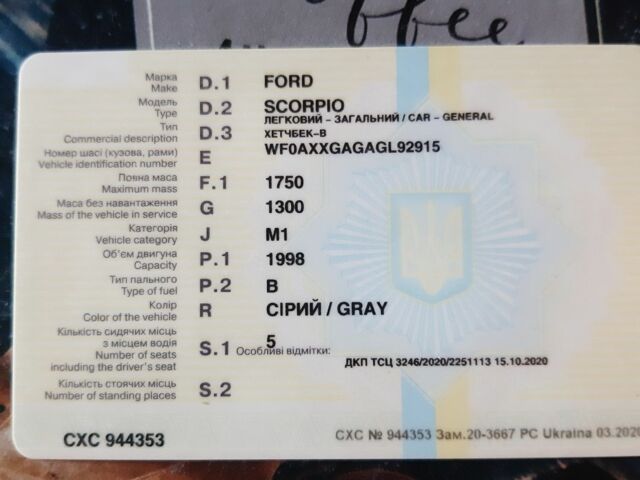 coffee
Марка
Make
D.1 FORD
Модель
Type
D.2 SCORPIO
ЛЕГКОВИЙ - ЗАГАЛЬНИЙ / CAR - GENERAL
Тип
Commercial description
D.3 ХЕТЧБЕК-В
Номер шасі (кузова, рами)
Vehicle identification number
E WF0AXXGAGAGL92915
Повна маса
Maximum mass
F.1 1750
Маса без навантаження
Mass of the vehicle in service
G 1300
Категорія
Vehicle category
J M1
Об'єм двигуна
Capacity
P.1 1998
Тип пального
Type of fuel
P.2 B
Колір
Color of the vehicle
R СІРИЙ / GRAY
Кількість сидячих місць
з місцем водія
Number of seats
including the driver's seat
S.1 5
Особливі відмітки:
ДКП ТСЦ 3246/2020/2251113 15.10.2020
Кількість стоячих місць
Number of standing places
S.2
СХС 944353
СХС № 944353 Зам.20-3667 PC Ukraina 03.2020